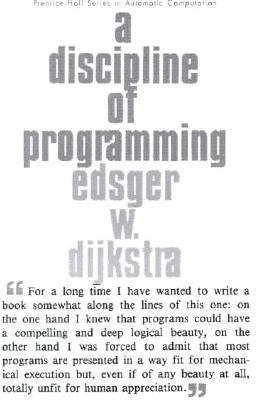 Prentice-Hall Series in Automatic Computation
a
discipline
of
programming
edsger
w.
dijkstra
“For a long time I have wanted to write a
book somewhat along the lines of this one: on
the one hand I knew that programs could have
a compelling and deep logical beauty, on the
other hand I was forced to admit that most
programs are presented in a way fit for mechan-
ical execution but, even if of any beauty at all,
totally unfit for human appreciation.”